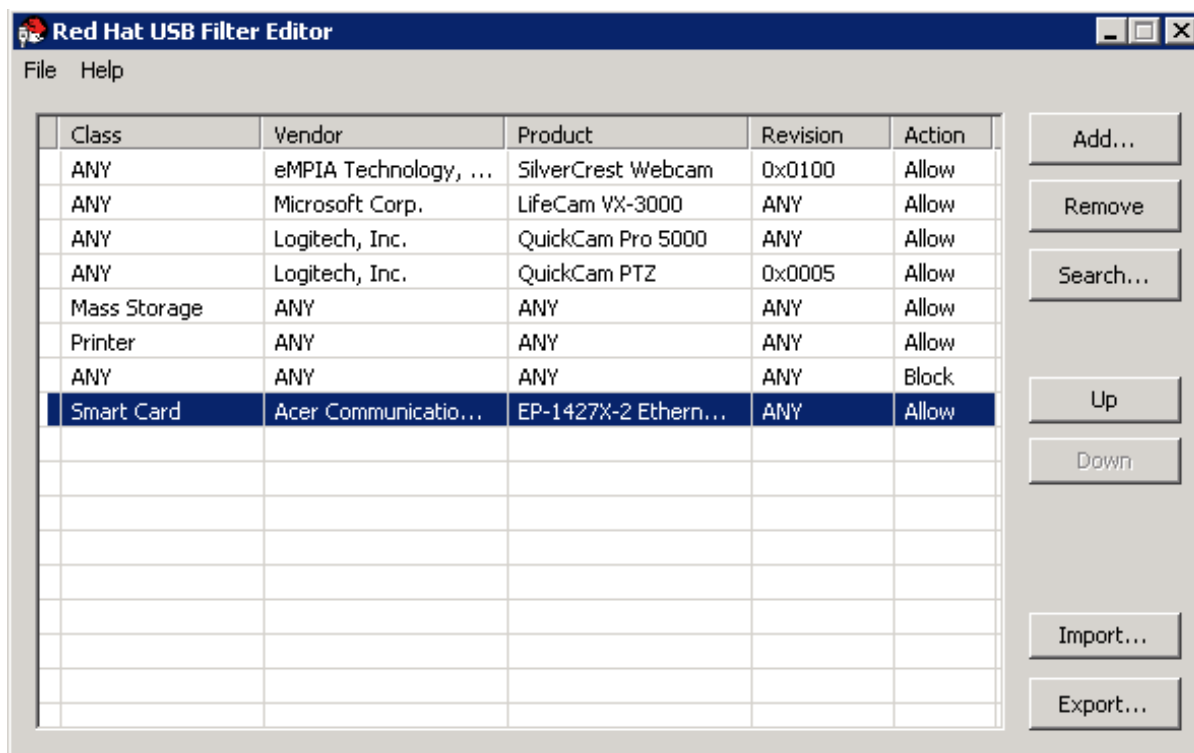 Red Hat USB Filter Editor
File Help
Class Vendor Product Revision Action
ANY eMPIA Technology, ... SilverCrest Webcam 0x0100 Allow
ANY Microsoft Corp. LifeCam VX-3000 ANY Allow
ANY Logitech, Inc. QuickCam Pro 5000 ANY Allow
ANY Logitech, Inc. QuickCam PTZ 0x0005 Allow
Mass Storage ANY ANY ANY Allow
Printer ANY ANY ANY Allow
ANY ANY ANY ANY Block
Smart Card Acer Communicatio... EP-1427X-2 Ethern... ANY Allow
Add...
Remove
Search...
Up
Down
Import...
Export...